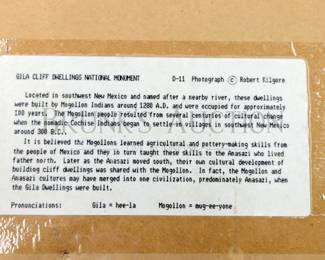 GILA CLIFF DWELLINGS NATIONAL MONUMENT D-11 Photograph © Robert Kilgore
Located in southwest New Mexico and named after a nearby river, these dwellings
were built by Mogollon Indians around 1280 A.D. and were occupied for approximately
100 years. The Mogollon people resulted from several centuries of cultural change
when the nomadic Cochise Indians began to settle in villages in southwest New Mexico
around 300 B.C..
It is believed the Mogollons learned agricultural and pottery-making skills from
the people of Mexico and they in turn taught these skills to the Anasazi who lived
father north. Later as the Anasazi moved south, their own cultural development of
building cliff dwellings was shared with the Mogollon. In fact, the Mogollon and
Anasazi cultures may have merged into one civilization, predominately Anasazi, when
the Gila Dwellings were built.
Pronunciations: Gila = hee-la Mogollon = mug-ee-yone